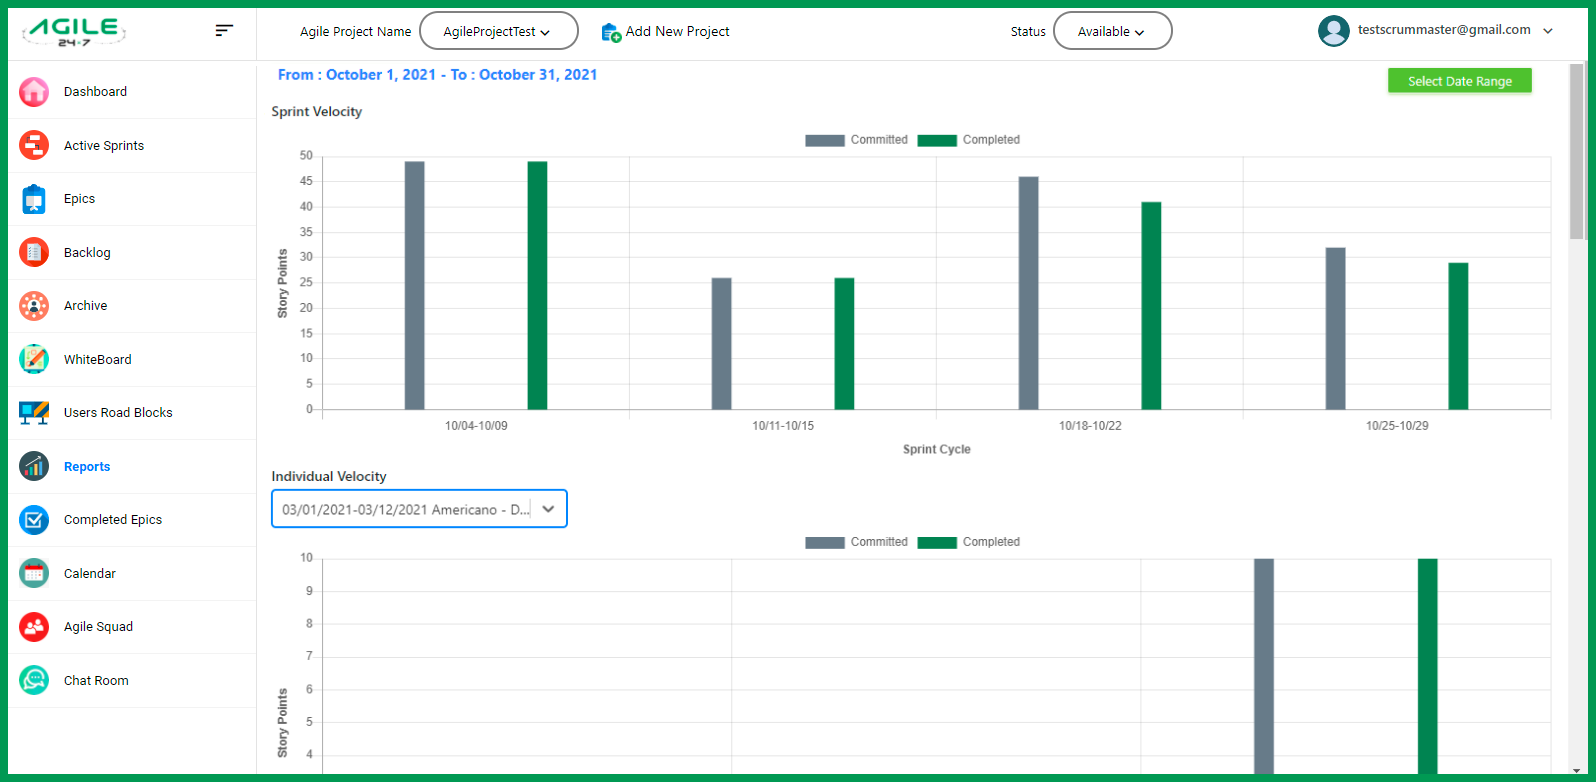 AGILE
24*7
Agile Project Name
AgileProjectTest
Add New Project
Status
Available
testscrummaster@gmail.com
Dashboard
Active Sprints
Epics
Backlog
Archive
WhiteBoard
Users Road Blocks
Reports
Completed Epics
Calendar
Agile Squad
Chat Room
From : October 1, 2021 - To : October 31, 2021
Select Date Range
Sprint Velocity
Committed
Completed
50
45
40
35
30
25
20
15
10
5
0
Story Points
10/04-10/09
10/11-10/15
10/18-10/22
10/25-10/29
Sprint Cycle
Individual Velocity
03/01/2021-03/12/2021 Americano - D...
Committed
Completed
10
9
8
7
6
5
4
Story Points